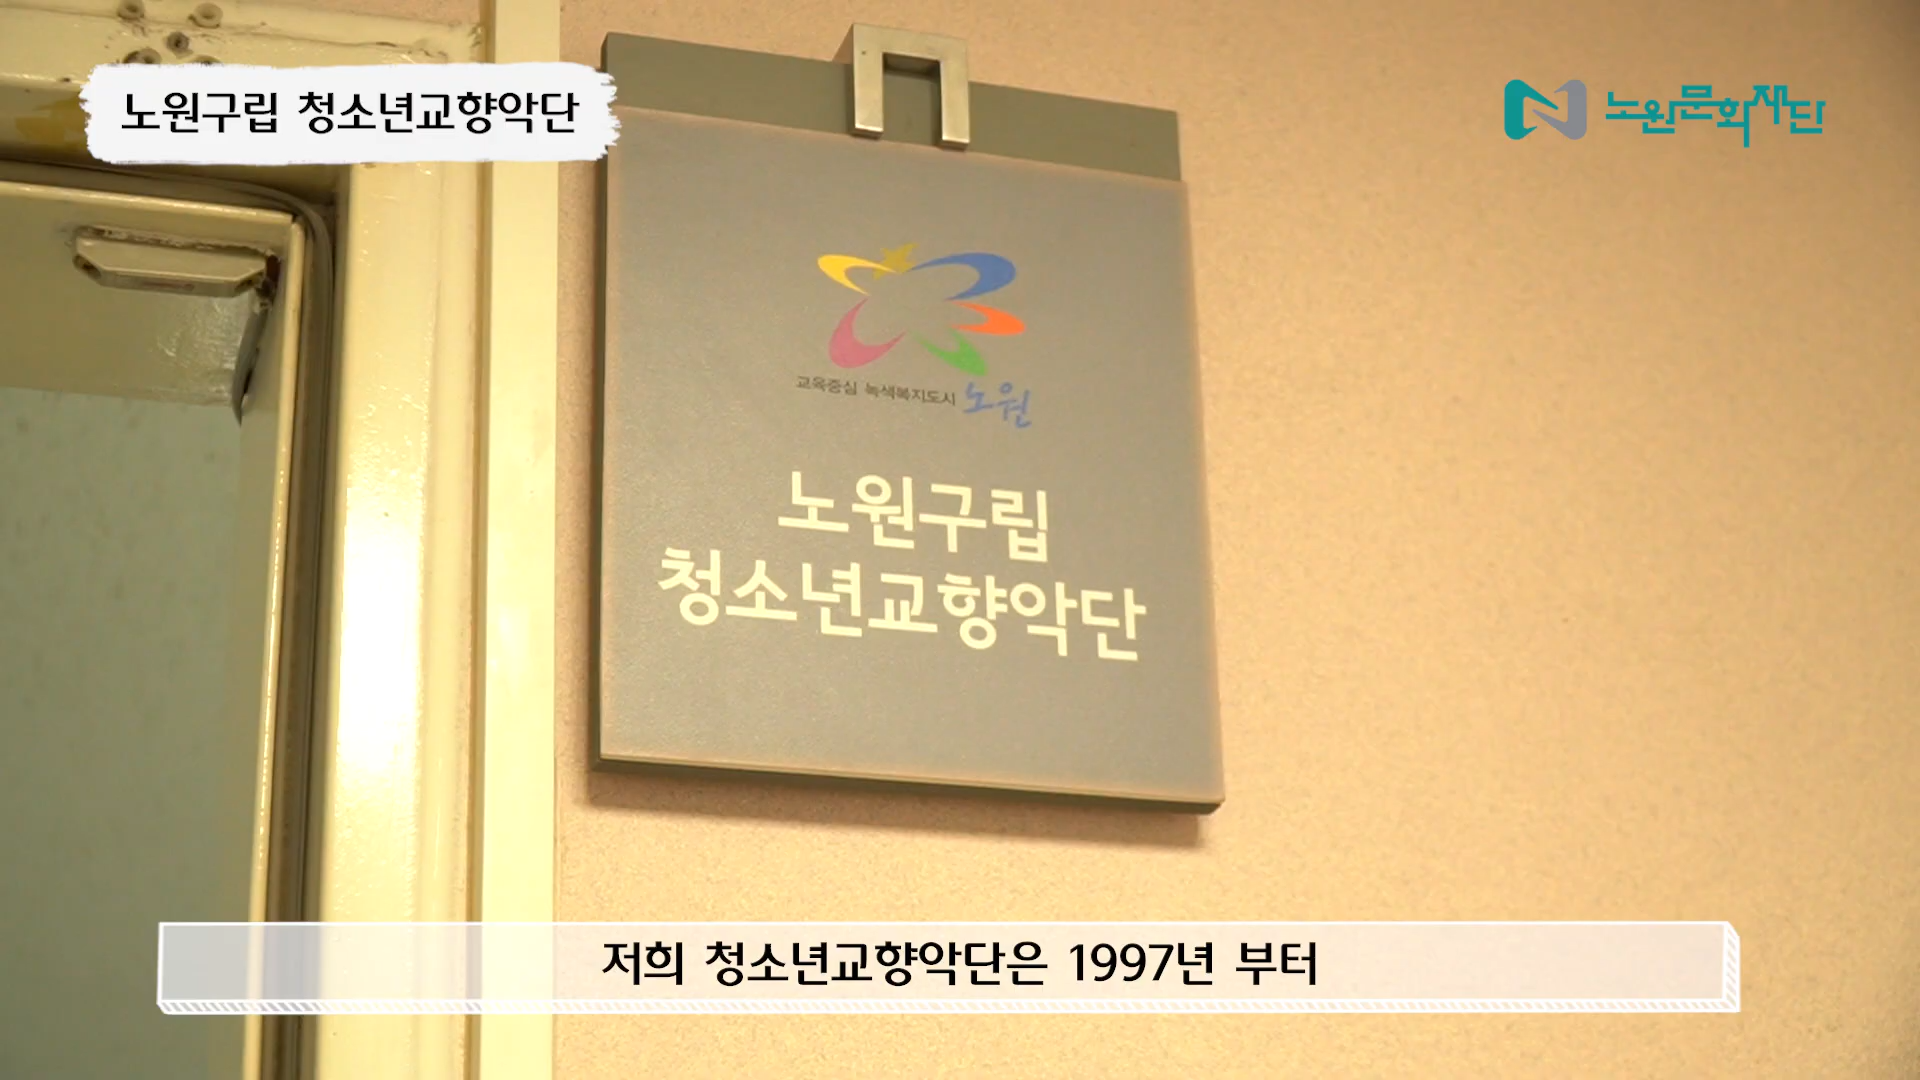 노원구립 청소년교향악단
노원문화재단
교육중심 녹색복지도시 노원
노원구립
청소년교향악단
저희 청소년교향악단은 1997년 부터